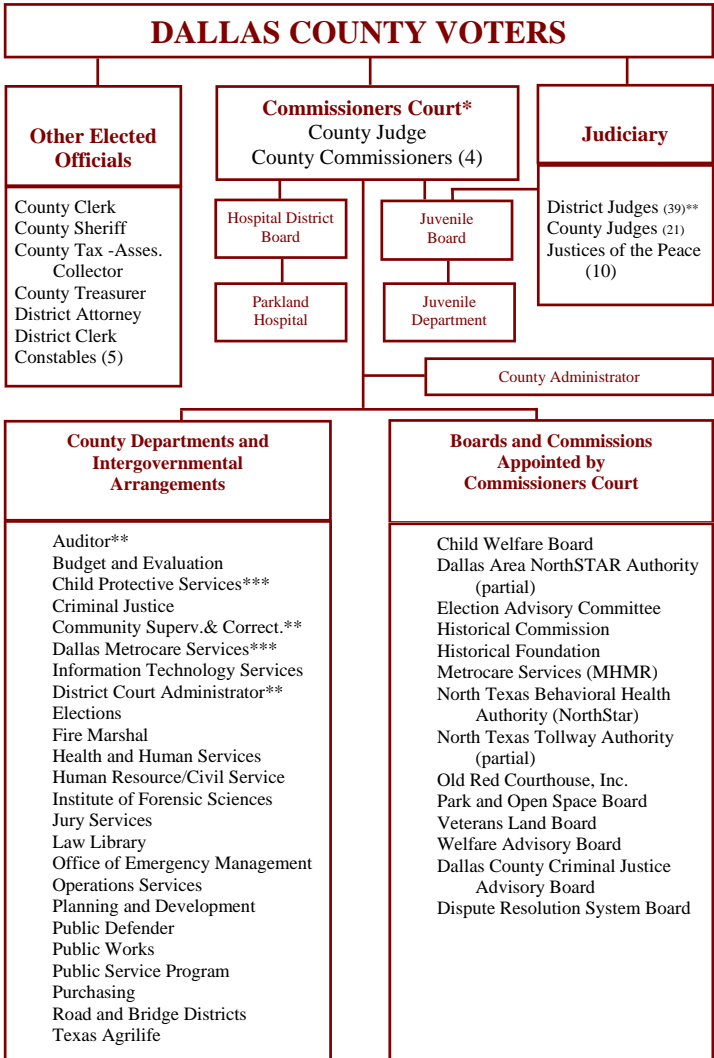 DALLAS COUNTY VOTERS
Other Elected
Officials
County Clerk
County Sheriff
County Tax -Asses.
Collector
County Treasurer
District Attorney
District Clerk
Constables (5)
Commissioners Court*
County Judge
County Commissioners (4)
Hospital District
Board
Parkland
Hospital
Juvenile
Board
Juvenile
Department
Judiciary
District Judges (39)**
County Judges (21)
Justices of the Peace
(10)
County Administrator
County Departments and
Intergovernmental
Arrangements
Auditor**
Budget and Evaluation
Child Protective Services***
Criminal Justice
Community Superv.& Correct.**
Dallas Metrocare Services***
Information Technology Services
District Court Administrator**
Elections
Fire Marshal
Health and Human Services
Human Resource/Civil Service
Institute of Forensic Sciences
Jury Services
Law Library
Office of Emergency Management
Operations Services
Planning and Development
Public Defender
Public Works
Public Service Program
Purchasing
Road and Bridge Districts
Texas Agrilife
Boards and Commissions
Appointed by
Commissioners Court
Child Welfare Board
Dallas Area NorthSTAR Authority
(partial)
Election Advisory Committee
Historical Commission
Historical Foundation
Metrocare Services (MHMR)
North Texas Behavioral Health
Authority (NorthStar)
North Texas Tollway Authority
(partial)
Old Red Courthouse, Inc.
Park and Open Space Board
Veterans Land Board
Welfare Advisory Board
Dallas County Criminal Justice
Advisory Board
Dispute Resolution System Board